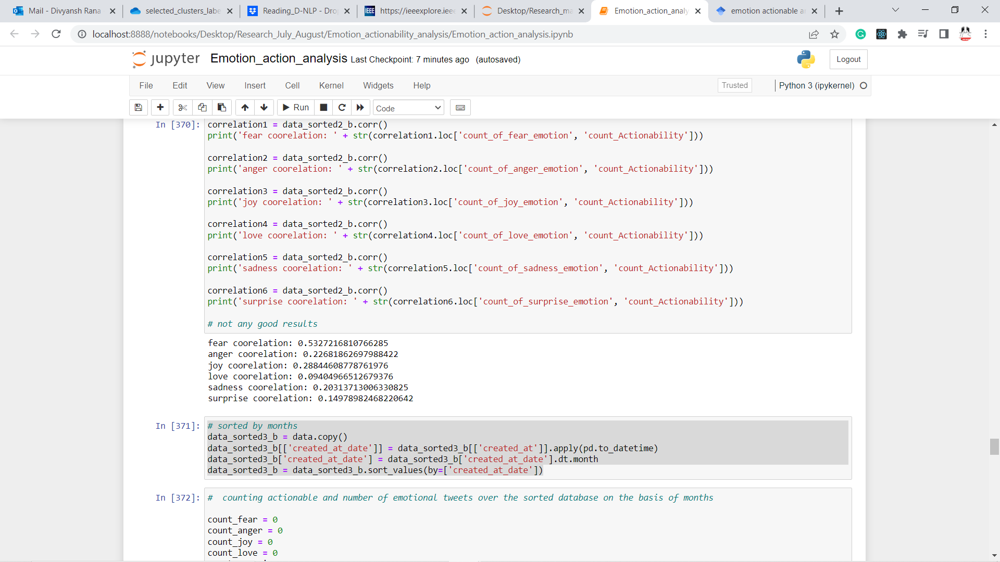 Mail - Divyansh Rana
selected_clusters_labe
Reading_D-NLP - Dro
IEEE
https://ieeexplore.ieee
Desktop/Research_ma
Emotion_action_analy
emotion actionable a
localhost:8888/notebooks/Desktop/Research_July_August/Emotion_actionability_analysis/Emotion_action_analysis.ipynb
jupyter Emotion_action_analysis Last Checkpoint: 7 minutes ago (autosaved)
Logout
File Edit View Insert Cell Kernel Widgets Help
Trusted
Python 3 (ipykernel)
Run
Code
In [370]: correlation1 = data_sorted2_b.corr()
print('fear coorelation: ' + str(correlation1.loc['count_of_fear_emotion', 'count_Actionability']))
correlation2 = data_sorted2_b.corr()
print('anger coorelation: ' + str(correlation2.loc['count_of_anger_emotion', 'count_Actionability']))
correlation3 = data_sorted2_b.corr()
print('joy coorelation: ' + str(correlation3.loc['count_of_joy_emotion', 'count_Actionability']))
correlation4 = data_sorted2_b.corr()
print('love coorelation: ' + str(correlation4.loc['count_of_love_emotion', 'count_Actionability']))
correlation5 = data_sorted2_b.corr()
print('sadness coorelation: ' + str(correlation5.loc['count_of_sadness_emotion', 'count_Actionability']))
correlation6 = data_sorted2_b.corr()
print('surprise coorelation: ' + str(correlation6.loc['count_of_surprise_emotion', 'count_Actionability']))
# not any good results
fear coorelation: 0.5327216810766285
anger coorelation: 0.22681862697988422
joy coorelation: 0.28844608778761976
love coorelation: 0.09404966512679376
sadness coorelation: 0.20313713006330825
surprise coorelation: 0.14978982468220642
In [371]: # sorted by months
data_sorted3_b = data.copy()
data_sorted3_b[['created_at_date']] = data_sorted3_b[['created_at']].apply(pd.to_datetime)
data_sorted3_b['created_at_date'] = data_sorted3_b['created_at_date'].dt.month
data_sorted3_b = data_sorted3_b.sort_values(by=['created_at_date'])
In [372]: #  counting actionable and number of emotional tweets over the sorted database on the basis of months
count_fear = 0
count_anger = 0
count_joy = 0
count_love = 0